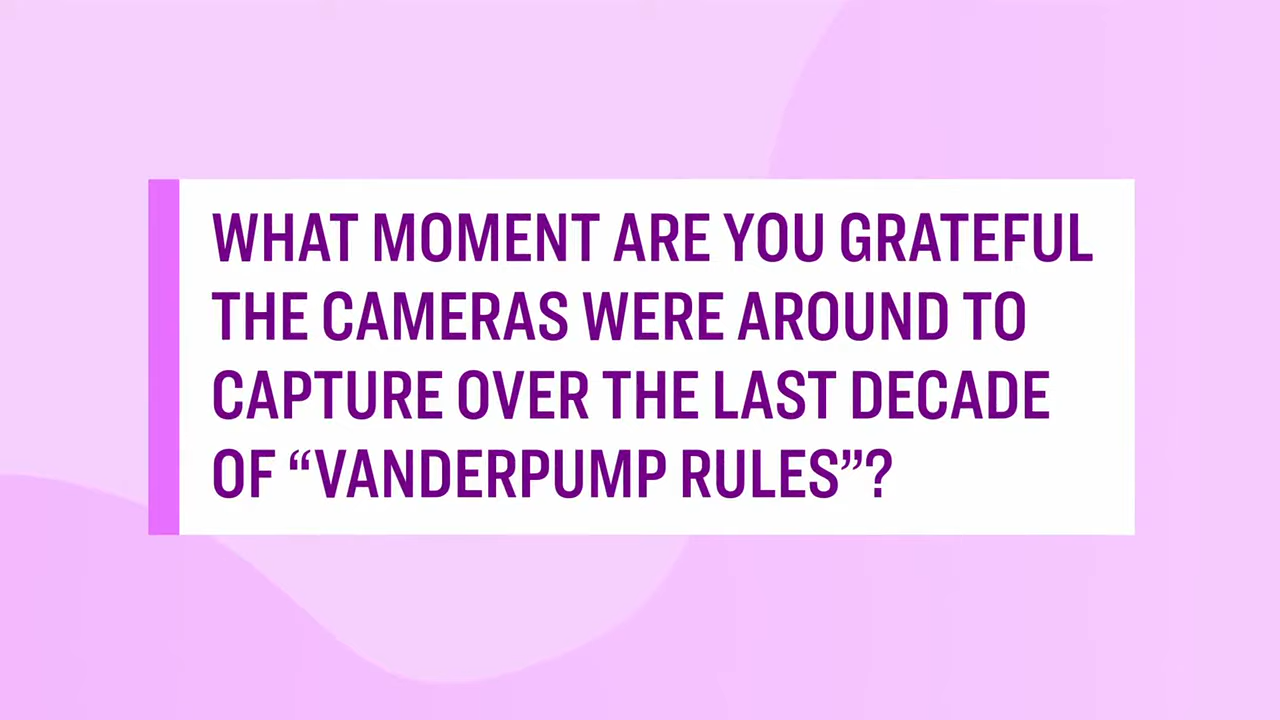 WHAT MOMENT ARE YOU GRATEFUL
THE CAMERAS WERE AROUND TO
CAPTURE OVER THE LAST DECADE
OF “VANDERPUMP RULES”?